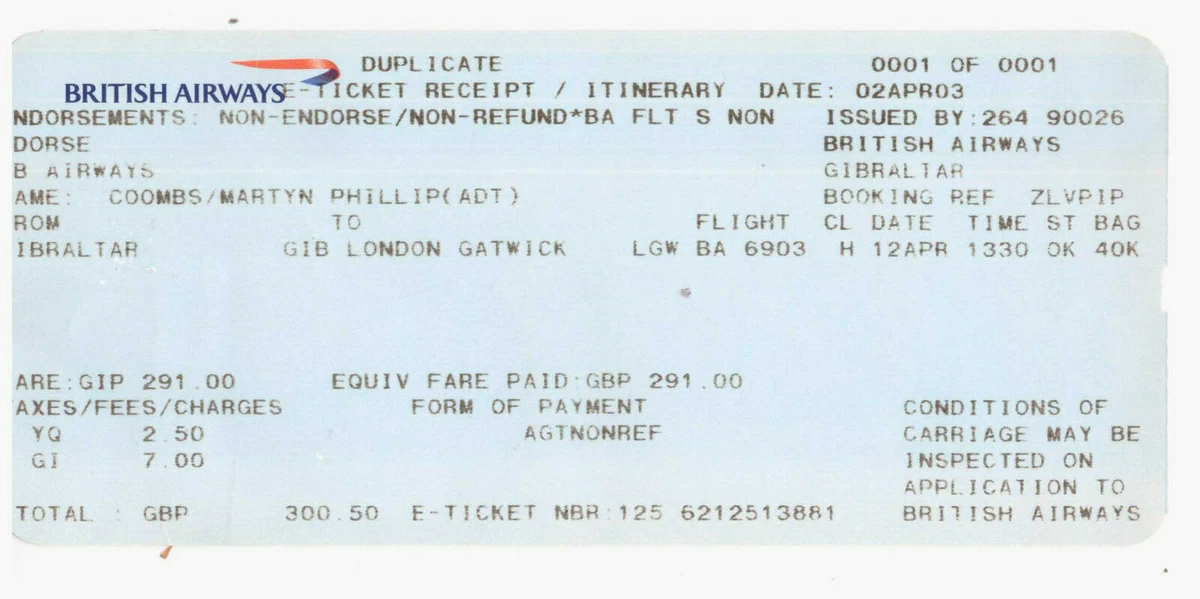 DUPLICATE 0001 OF 0001
BRITISH AIRWAYS E-TICKET RECEIPT / ITINERARY DATE: 02APR03
NDORSEMENTS: NON-ENDORSE/NON-REFUND*BA FLT S NON ISSUED BY:264 90026
DORSE BRITISH AIRWAYS
B AIRWAYS GIBRALTAR
AME: COOMBS/MARTYN PHILLIP(ADT) BOOKING REF ZLVPIP
ROM TO FLIGHT CL DATE TIME ST BAG
IBRALTAR GIB LONDON GATWICK LGW BA 6903 H 12APR 1330 OK 40K
ARE:GIP 291.00 EQUIV FARE PAID:GBP 291.00
AXES/FEES/CHARGES FORM OF PAYMENT CONDITIONS OF
YQ 2.50 AGTNONREF CARRIAGE MAY BE
GI 7.00 INSPECTED ON
APPLICATION TO
TOTAL : GBP 300.50 E-TICKET NBR:125 6212513881 BRITISH AIRWAYS